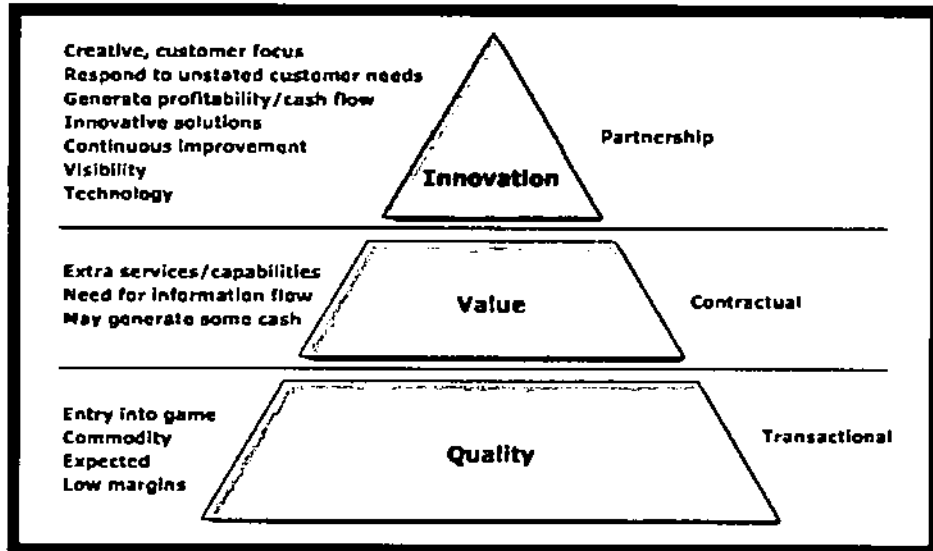 Creative, customer focus
Respond to unstated customer needs
Generate profitability/cash flow
Innovative solutions
Continuous improvement
Visibility
Technology
Innovation
Partnership
Extra services/capabilities
Need for information flow
May generate some cash
Value
Contractual
Entry into game
Commodity
Expected
Low margins
Quality
Transactional